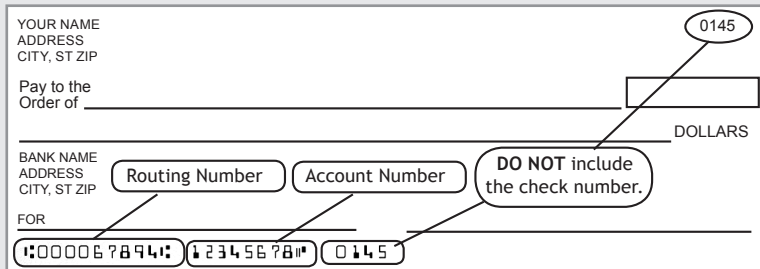 YOUR NAME
ADDRESS
CITY, ST ZIP
0145
Pay to the
Order of
DOLLARS
BANK NAME
ADDRESS
CITY, ST ZIP
Routing Number
Account Number
DO NOT include
the check number.
FOR
⑆000067894⑆ 12345678⑈ 0145